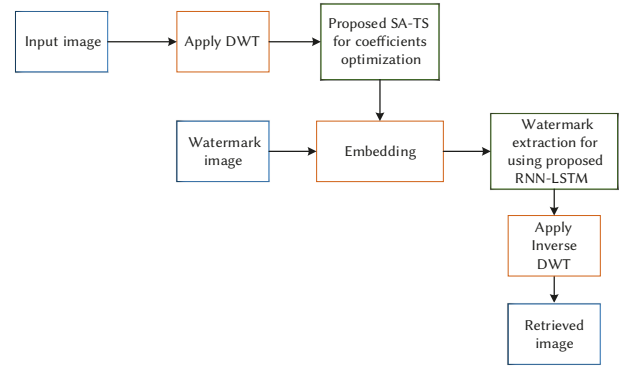 Input image
Apply DWT
Proposed SA-TS
for coefficients
optimization
Watermark
image
Embedding
Watermark
extraction for
using proposed
RNN-LSTM
Apply
Inverse
DWT
Retrieved
image